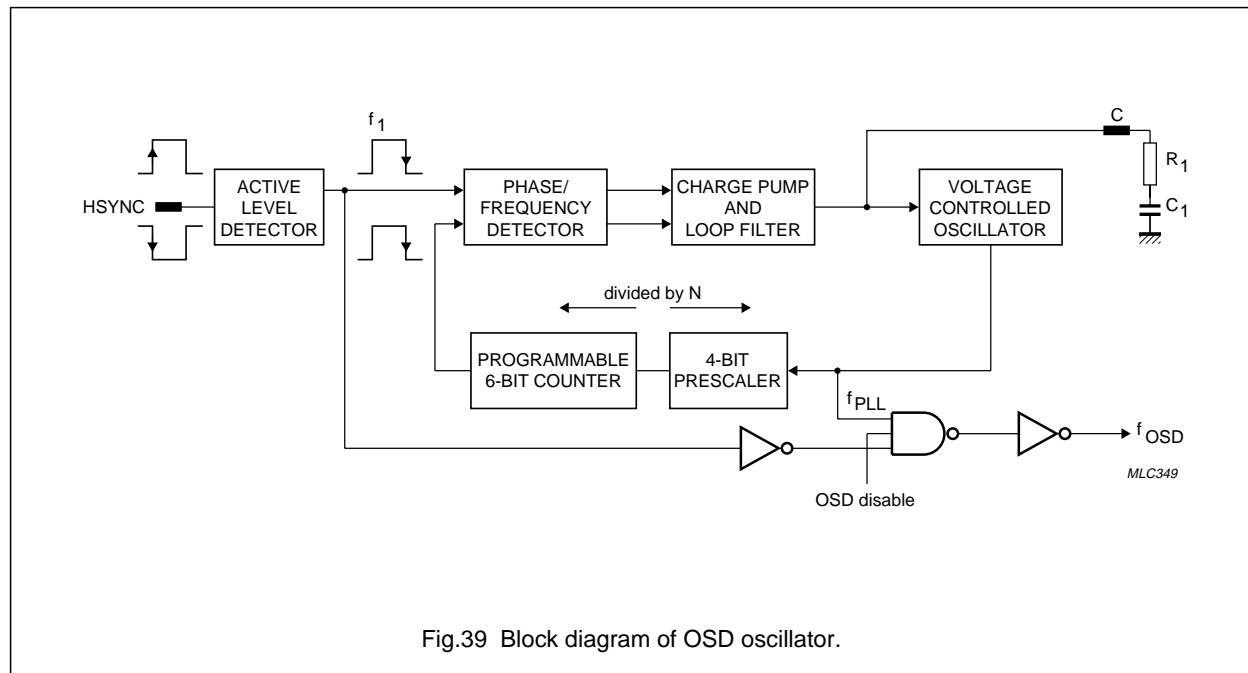 f1
C
R1
C1
HSYNC
ACTIVE
LEVEL
DETECTOR
PHASE/
FREQUENCY
DETECTOR
CHARGE PUMP
AND
LOOP FILTER
VOLTAGE
CONTROLLED
OSCILLATOR
divided by N
PROGRAMMABLE
6-BIT COUNTER
4-BIT
PRESCALER
fPLL
fOSD
MLC349
OSD disable
Fig.39 Block diagram of OSD oscillator.